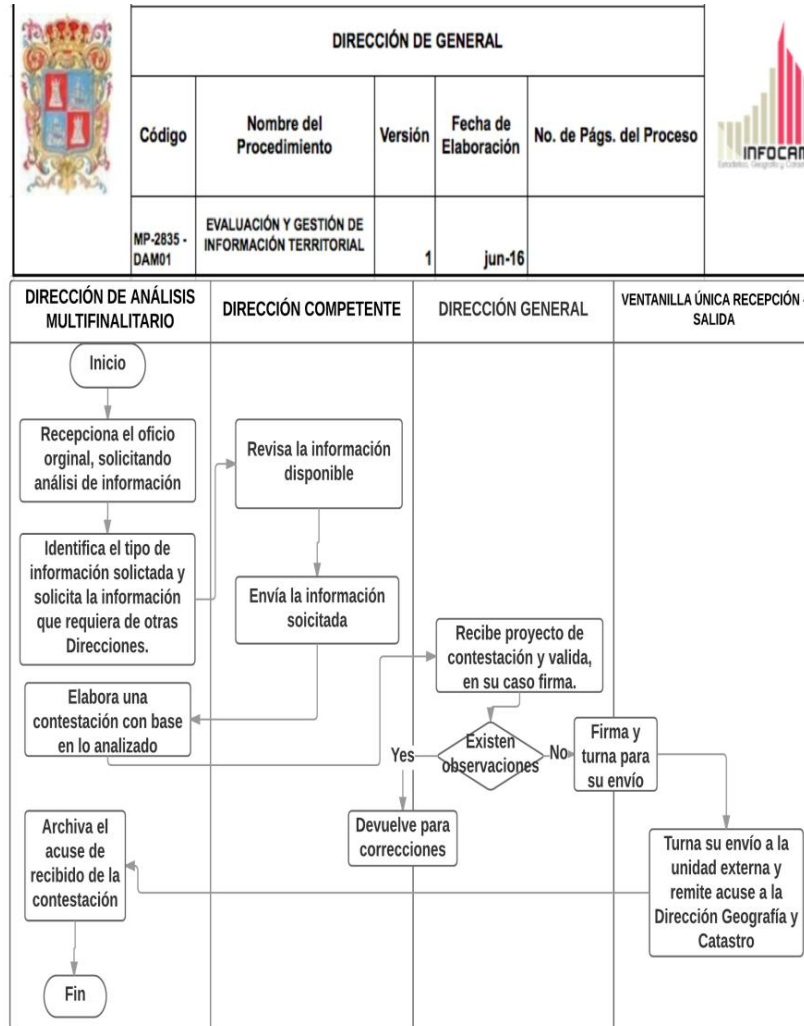 DIRECCIÓN DE GENERAL
Código
Nombre del
Procedimiento
Versión
Fecha de
Elaboración
No. de Págs. del Proceso
INFOCAM
MP-2835 -
DAM01
EVALUACIÓN Y GESTIÓN DE
INFORMACIÓN TERRITORIAL
1
jun-16
DIRECCIÓN DE ANÁLISIS
MULTIFINALITARIO
DIRECCIÓN COMPETENTE
DIRECCIÓN GENERAL
VENTANILLA ÚNICA RECEPCIÓN -
SALIDA
Inicio
Recepciona el oficio
orginal, solicitando
análisi de información
Identifica el tipo de
información solictada y
solicita la información
que requiera de otras
Direcciones.
Revisa la información
disponible
Envía la información
soicitada
Elabora una
contestación con base
en lo analizado
Recibe proyecto de
contestación y valida,
en su caso firma.
Existen
observaciones
Yes
No
Firma y
turna para
su envío
Devuelve para
correcciones
Turna su envío a la
unidad externa y
remite acuse a la
Dirección Geografía y
Catastro
Archiva el
acuse de
recibido de la
contestación
Fin